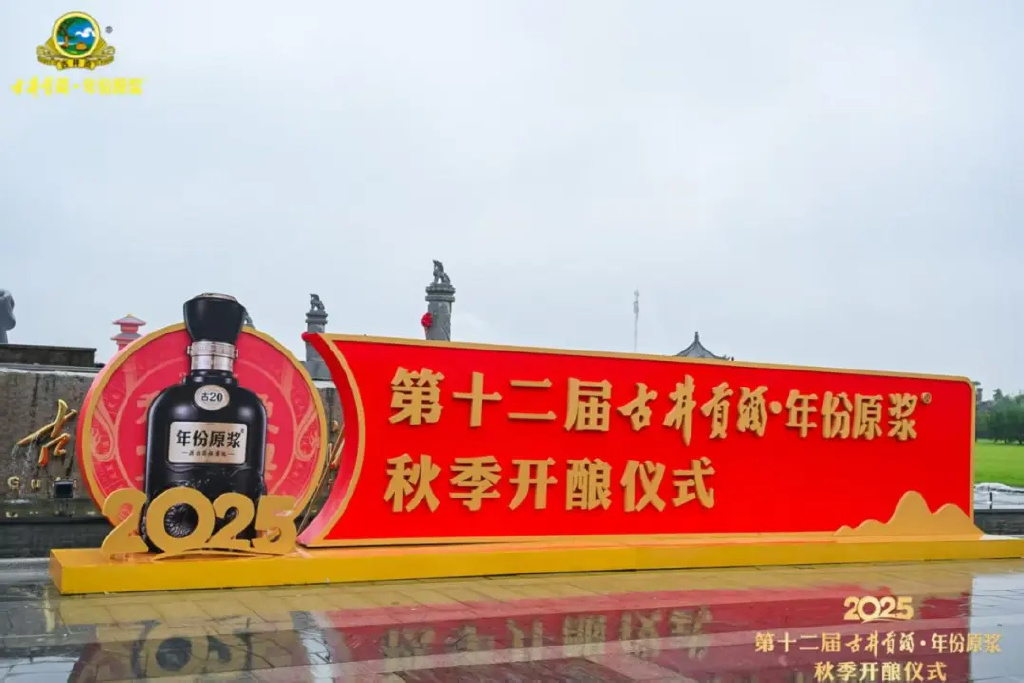 古井贡酒·年份原浆®
第十二届古井贡酒·年份原浆®
秋季开酿仪式
古20
年份原浆
2025
2025
第十二届古井贡酒·年份原浆
秋季开酿仪式